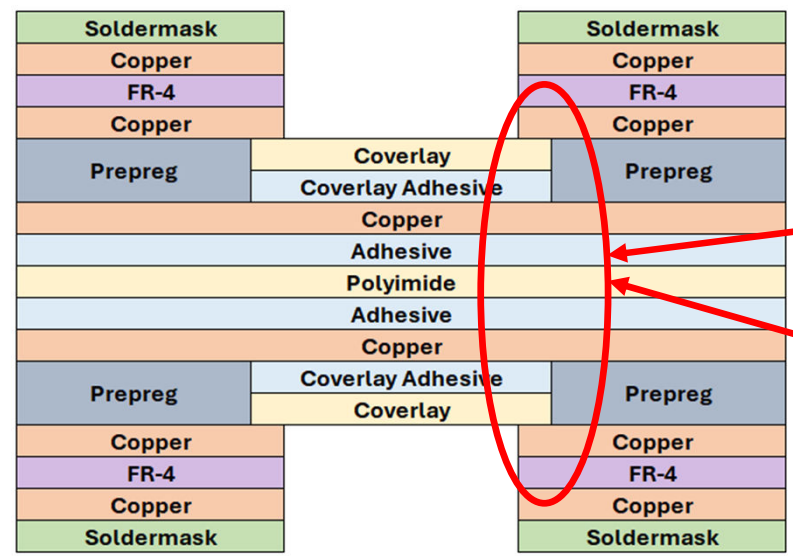 Soldermask Soldermask
Copper Copper
FR-4 FR-4
Copper Copper
Prepreg Coverlay Prepreg
Coverlay Adhesive
Copper
Adhesive
Polyimide
Adhesive
Copper
Prepreg Coverlay Adhesive Prepreg
Coverlay
Copper Copper
FR-4 FR-4
Copper Copper
Soldermask Soldermask